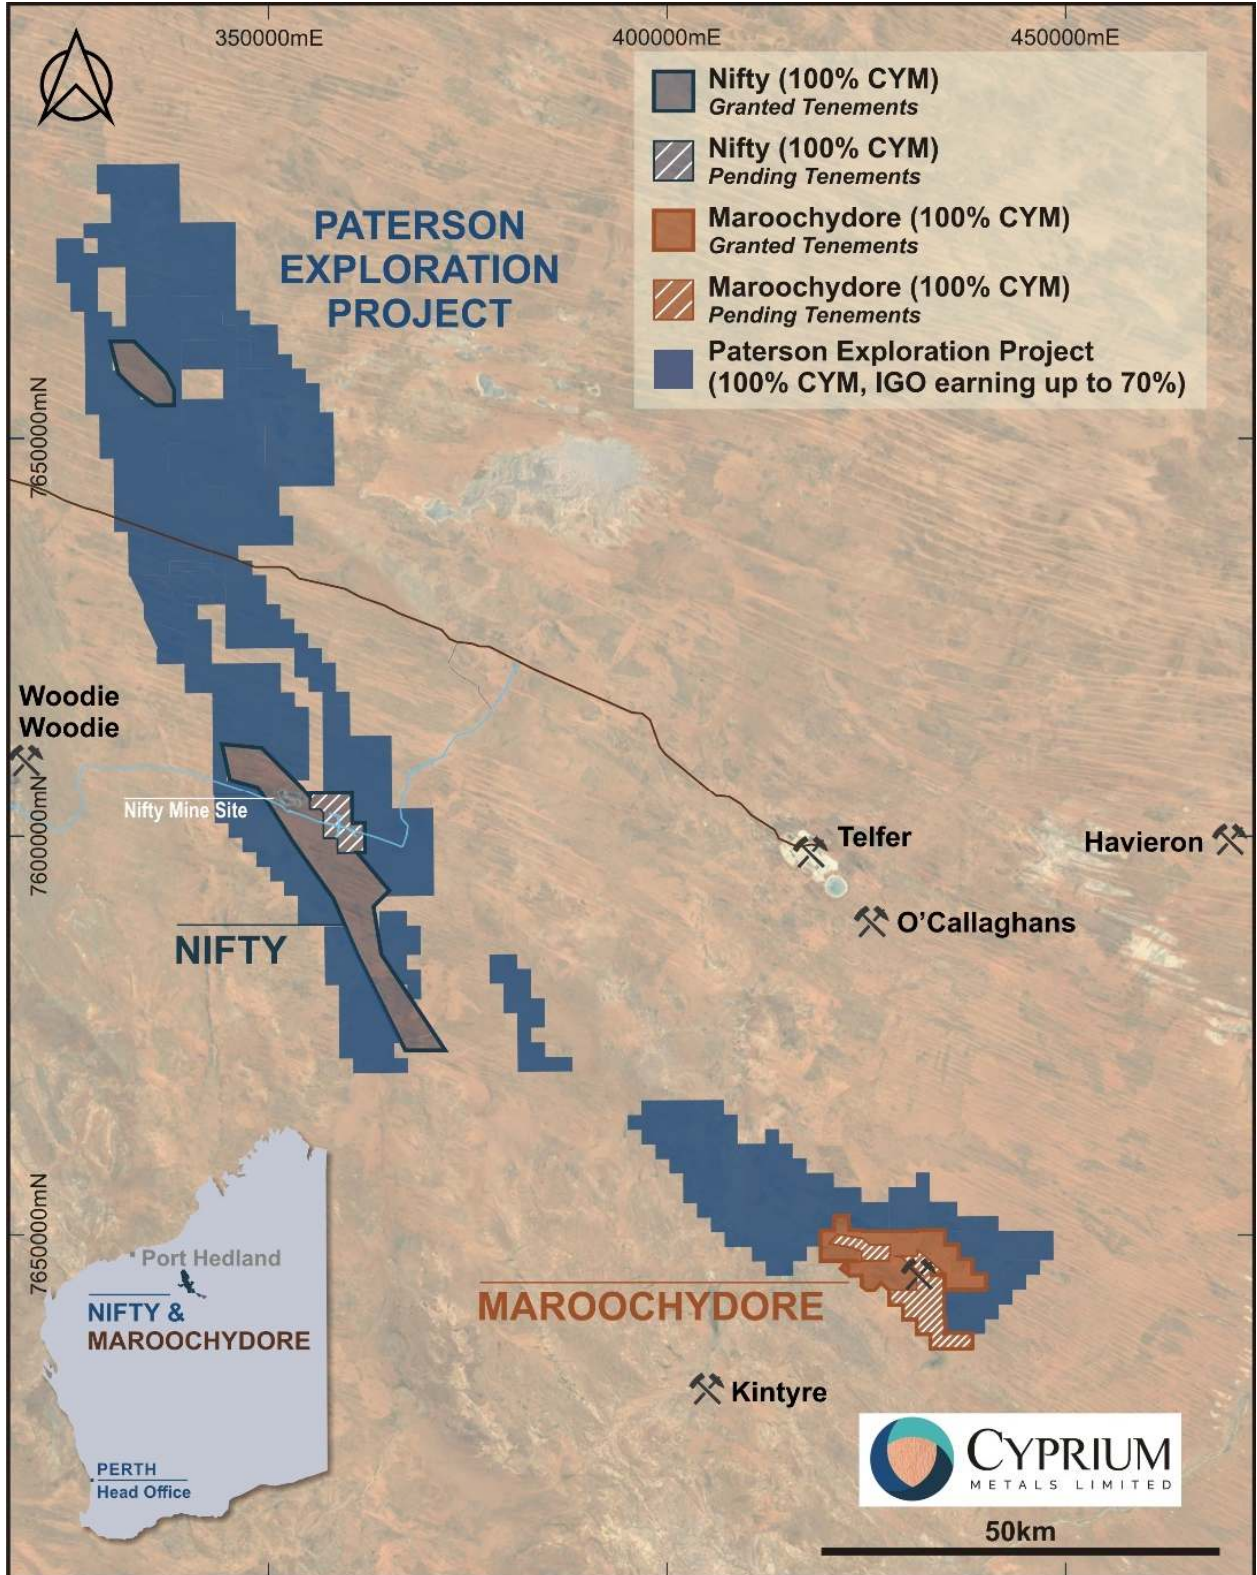 350000mE
400000mE
450000mE
Nifty (100% CYM)
Granted Tenements
Nifty (100% CYM)
Pending Tenements
Maroochydore (100% CYM)
Granted Tenements
Maroochydore (100% CYM)
Pending Tenements
Paterson Exploration Project
(100% CYM, IGO earning up to 70%)
PATERSON
EXPLORATION
PROJECT
7650000mN
Woodie
Woodie
Nifty Mine Site
7600000mN
Telfer
Havieron
O'Callaghans
NIFTY
7650000mN
Port Hedland
NIFTY &
MAROOCHYDORE
PERTH
Head Office
MAROOCHYDORE
Kintyre
CYPRIUM
METALS LIMITED
50km